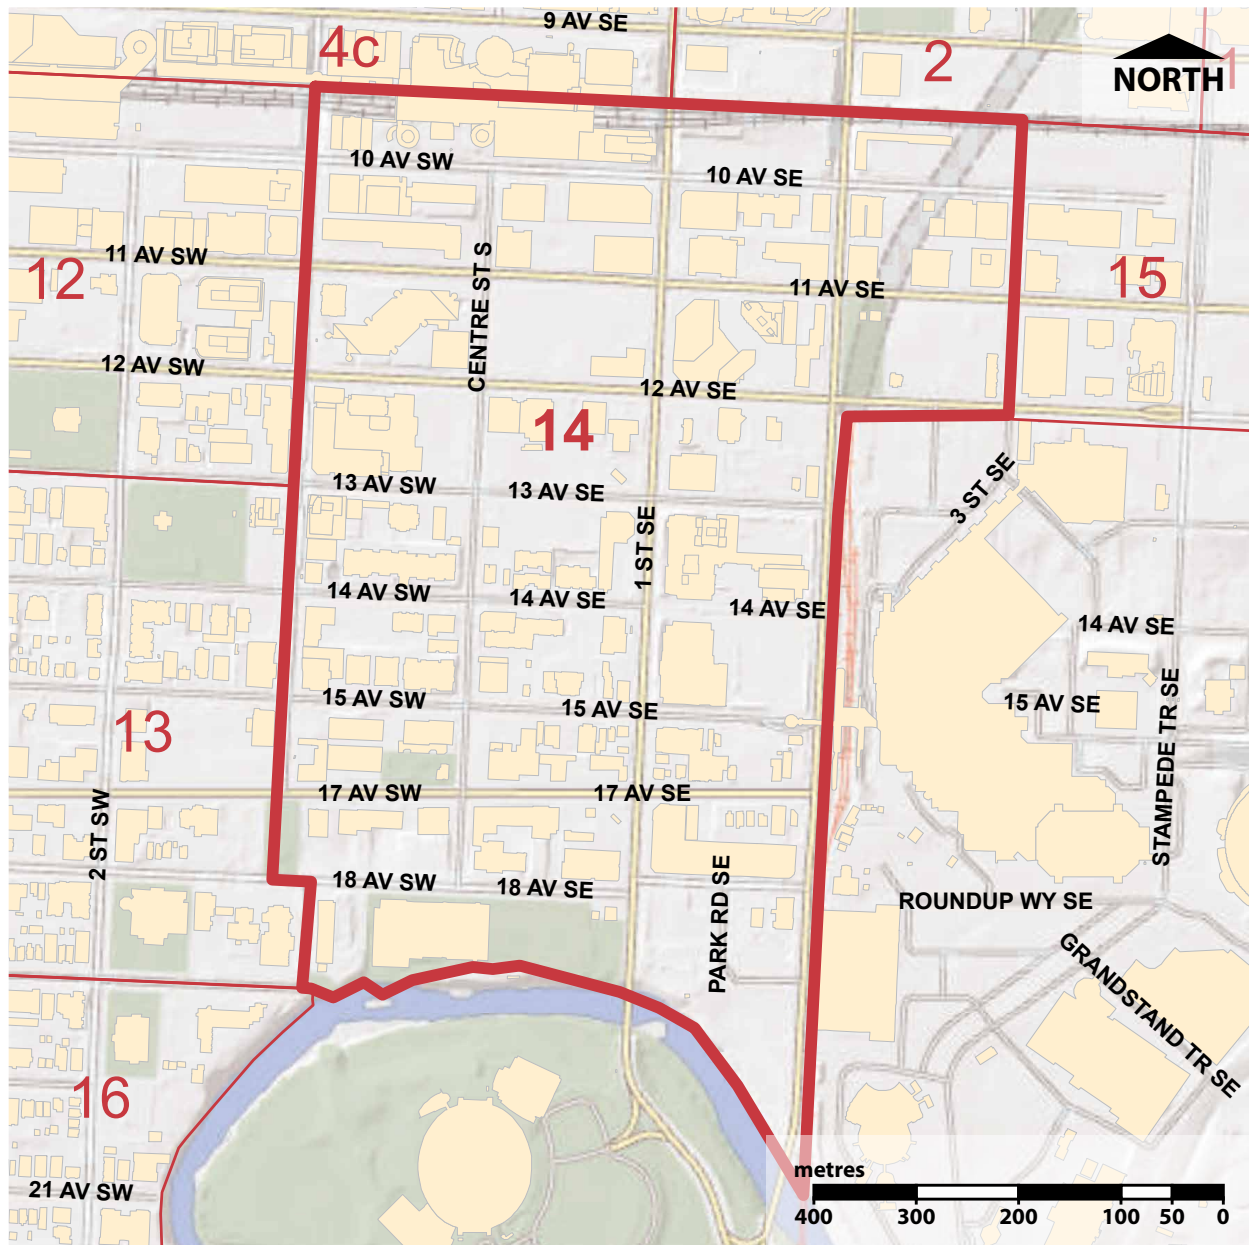 9 AV SE
4c
2
1
NORTH
10 AV SW
10 AV SE
11 AV SW
12
CENTRE ST S
11 AV SE
15
12 AV SW
12 AV SE
14
13 AV SW
13 AV SE
3 ST SE
1 ST SE
14 AV SW
14 AV SE
14 AV SE
14 AV SE
15 AV SW
15 AV SE
15 AV SE
13
STAMPEDE TR SE
17 AV SW
17 AV SE
2 ST SW
18 AV SW
18 AV SE
PARK RD SE
ROUNDUP WY SE
GRANDSTAND TR SE
16
21 AV SW
metres
400 300 200 100 50 0